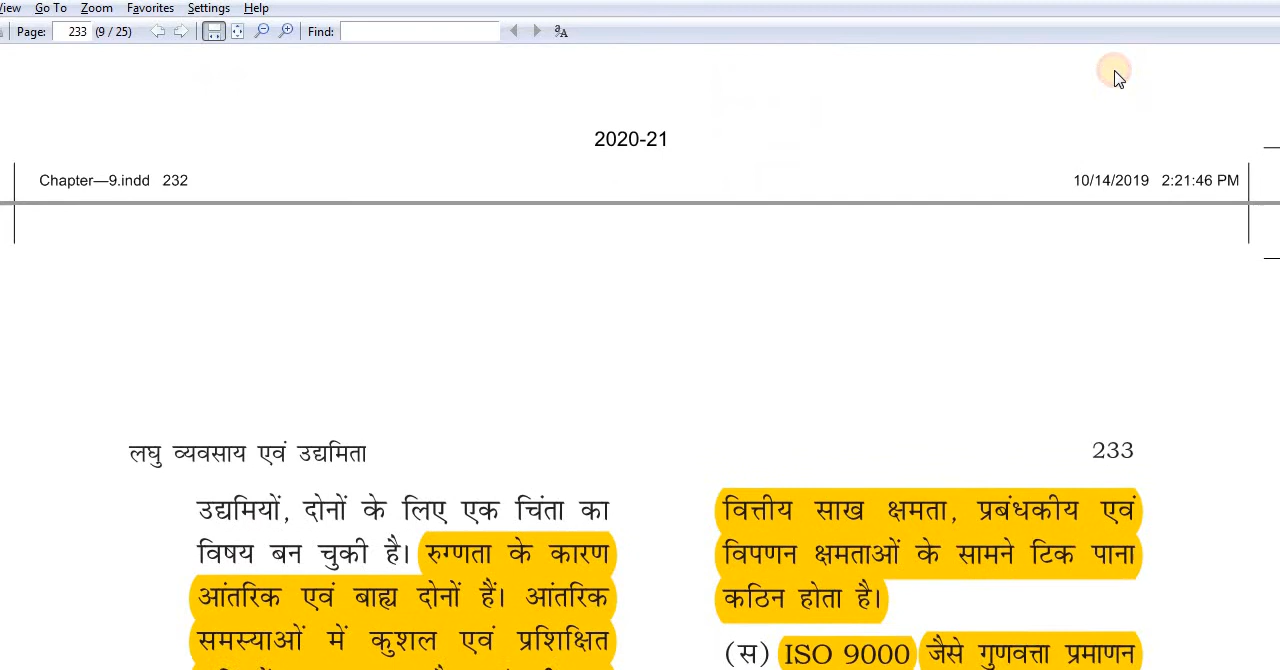 View Go To Zoom Favorites Settings Help
Page: 233 (9 / 25) Find:
2020-21
Chapter—9.indd 232 10/14/2019 2:21:46 PM
लघु व्यवसाय एवं उद्यमिता 233
उद्यमियों, दोनों के लिए एक चिंता का
विषय बन चुकी है। रुग्णता के कारण
आंतरिक एवं बाह्य दोनों हैं। आंतरिक
समस्याओं में कुशल एवं प्रशिक्षित
वित्तीय साख क्षमता, प्रबंधकीय एवं
विपणन क्षमताओं के सामने टिक पाना
कठिन होता है।
(स) ISO 9000 जैसे गुणवत्ता प्रमाणन